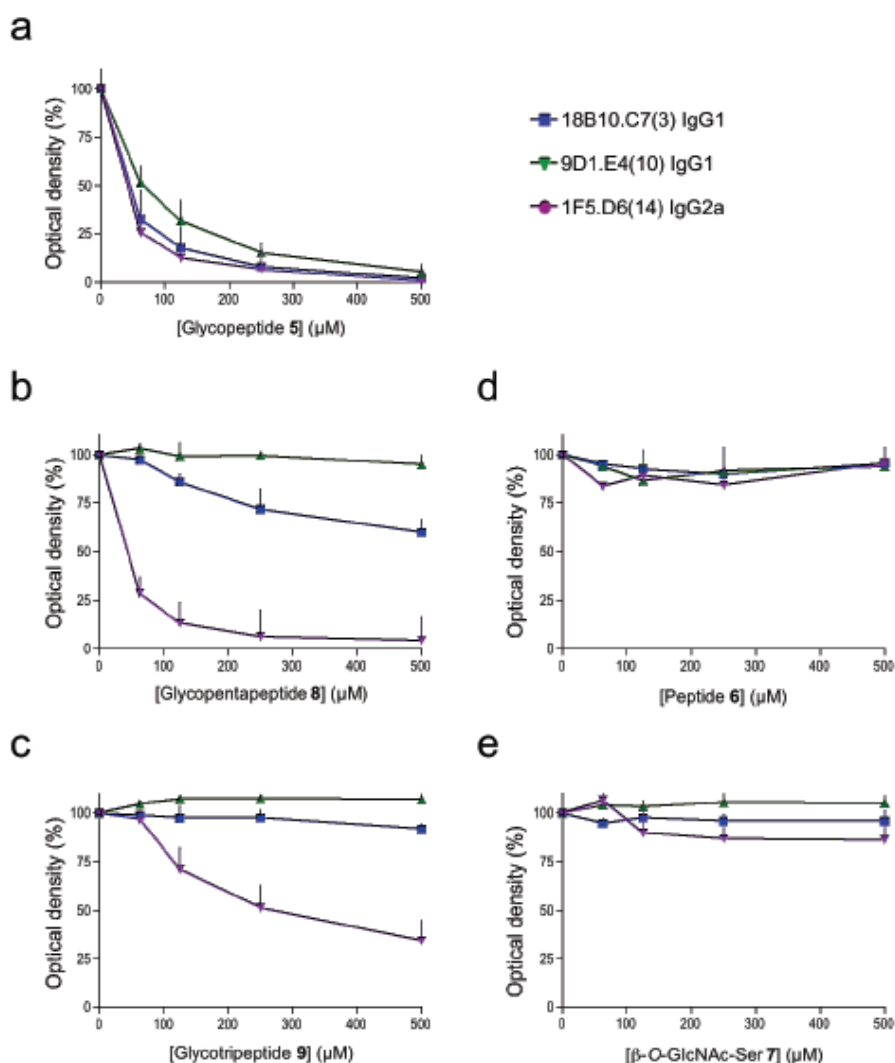 a
100
75
50
25
0
Optical density (%)
0 100 200 300 400 500
[Glycopeptide 5] (µM)
18B10.C7(3) IgG1
9D1.E4(10) IgG1
1F5.D6(14) IgG2a
b
100
75
50
25
0
Optical density (%)
0 100 200 300 400 500
[Glycopentapeptide 8] (µM)
d
100
75
50
25
0
Optical density (%)
0 100 200 300 400 500
[Peptide 6] (µM)
c
100
75
50
25
0
Optical density (%)
0 100 200 300 400 500
[Glycotripeptide 9] (µM)
e
100
75
50
25
0
Optical density (%)
0 100 200 300 400 500
[β-O-GlcNAc-Ser 7] (µM)